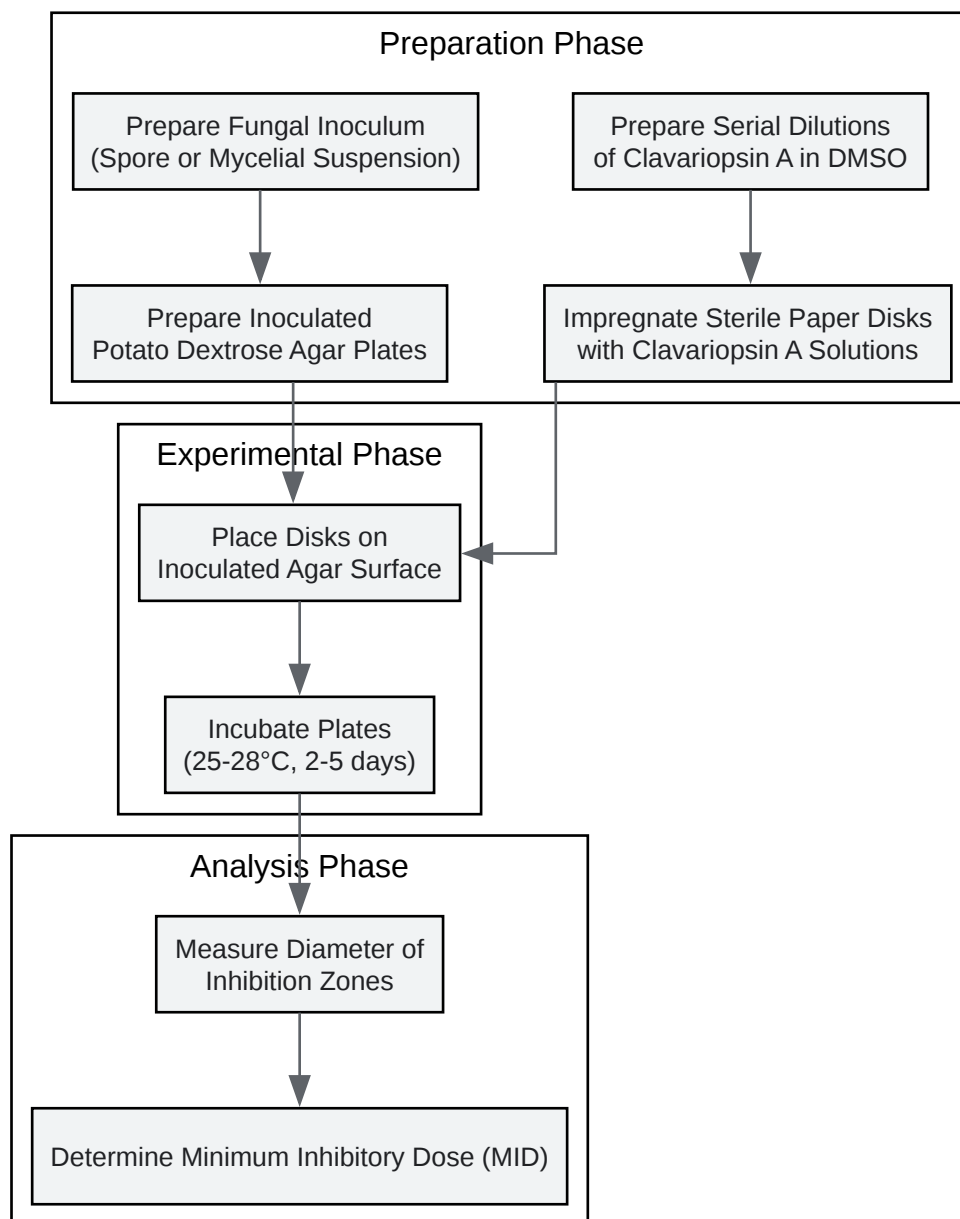 Preparation Phase
Prepare Fungal Inoculum
(Spore or Mycelial Suspension)
Prepare Serial Dilutions
of Clavariopsin A in DMSO
Prepare Inoculated
Potato Dextrose Agar Plates
Impregnate Sterile Paper Disks
with Clavariopsin A Solutions
Experimental Phase
Place Disks on
Inoculated Agar Surface
Incubate Plates
(25-28°C, 2-5 days)
Analysis Phase
Measure Diameter of
Inhibition Zones
Determine Minimum Inhibitory Dose (MID)